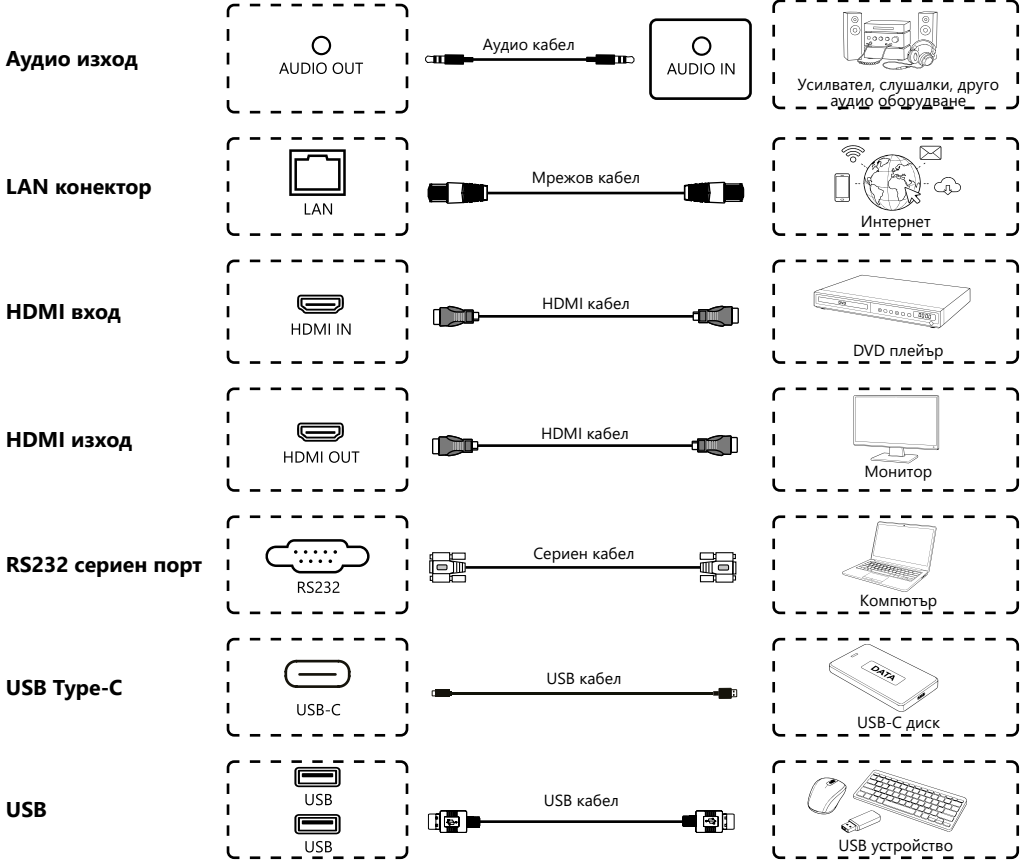 Аудио изход
AUDIO OUT
Аудио кабел
AUDIO IN
Усилвател, слушалки, друго
аудио оборудване
LAN конектор
LAN
Мрежов кабел
Интернет
HDMI вход
HDMI IN
HDMI кабел
DVD
DVD плейър
HDMI изход
HDMI OUT
HDMI кабел
Монитор
RS232 сериен порт
RS232
Сериен кабел
Компютър
USB Type-C
USB-C
USB кабел
DATA
USB-C диск
USB
USB
USB
USB кабел
USB устройство